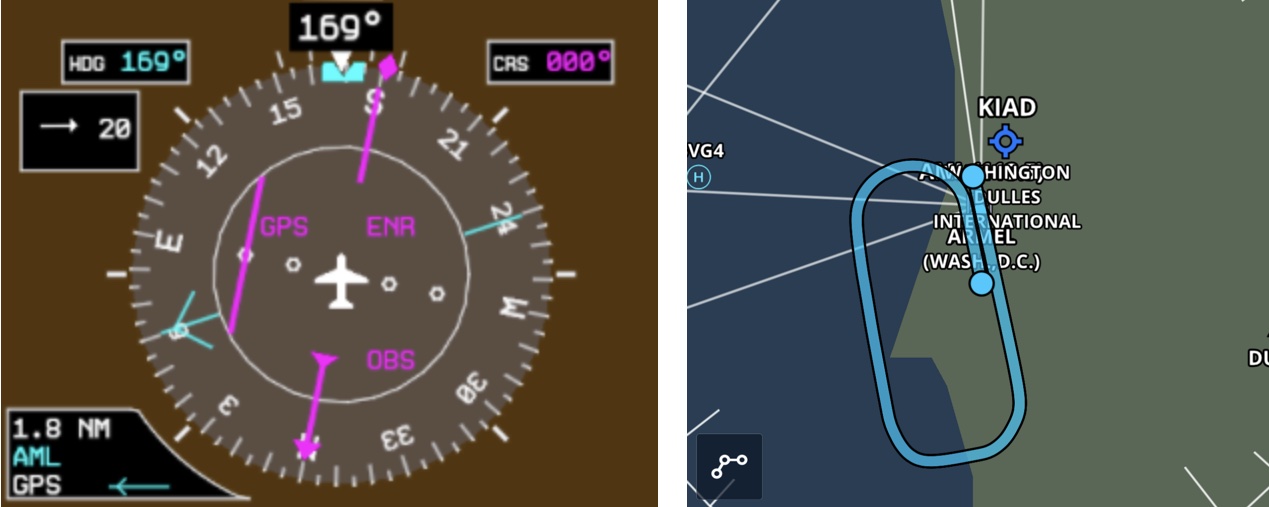 169°
HDG 169°
CRS 000°
20
S
15
21
12
24
E
W
6
3
30
33
GPS ENR
OBS
1.8 NM
AML
GPS
KIAD
VG4
H
WASHINGTON
DULLES
INTERNATIONAL
ARMEL
(WASH, D.C.)
DU